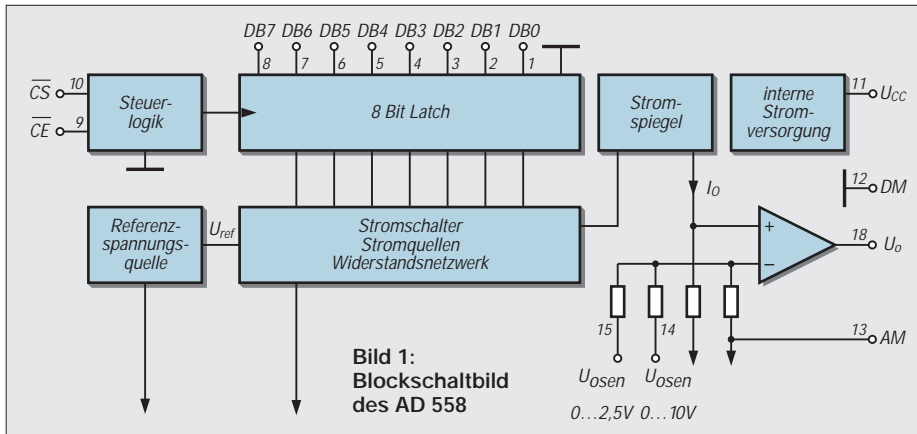 DB7 DB6 DB5 DB4 DB3 DB2 DB1 DB0
8 7 6 5 4 3 2 1
CS 10
CE 9
Steuer-
logik
8 Bit Latch
Strom-
spiegel
interne
Strom-
versorgung
11 UCC
12 DM
IO
Referenz-
spannungs-
quelle
Uref
Stromschalter
Stromquellen
Widerstandsnetzwerk
+
−
18 Uo
15 14
13 AM
Uosen Uosen
0…2,5V 0…10V
Bild 1:
Blockschaltbild
des AD 558